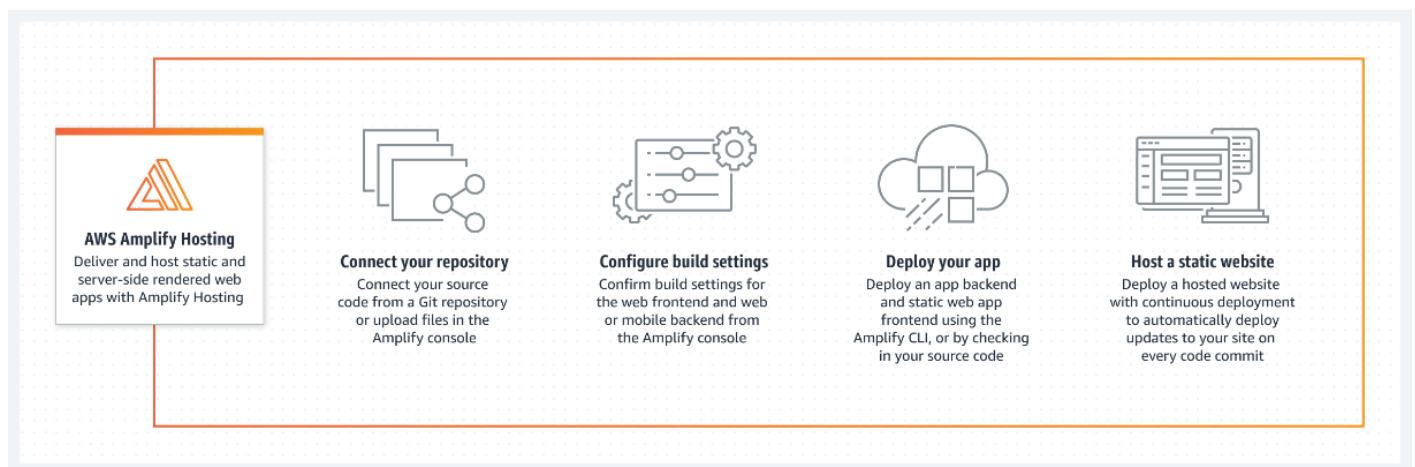 AWS Amplify Hosting
Deliver and host static and
server-side rendered web
apps with Amplify Hosting
Connect your repository
Connect your source
code from a Git repository
or upload files in the
Amplify console
Configure build settings
Confirm build settings for
the web frontend and web
or mobile backend from
the Amplify console
Deploy your app
Deploy an app backend
and static web app
frontend using the
Amplify CLI, or by checking
in your source code
Host a static website
Deploy a hosted website
with continuous deployment
to automatically deploy
updates to your site on
every code commit